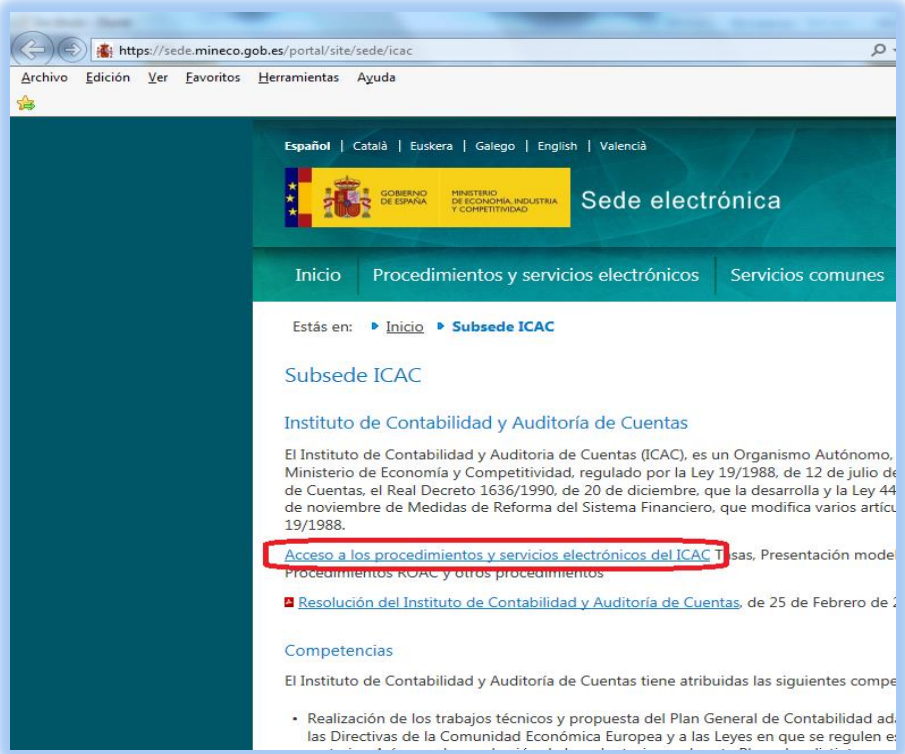 https://sede.mineco.gob.es/portal/site/sede/icac
Archivo Edición Ver Favoritos Herramientas Ayuda
Español | Català | Euskera | Galego | English | Valencià
GOBIERNO DE ESPAÑA
MINISTERIO DE ECONOMÍA, INDUSTRIA Y COMPETITIVIDAD
Sede electrónica
Inicio Procedimientos y servicios electrónicos Servicios comunes
Estás en: Inicio Subsede ICAC
Subsede ICAC
Instituto de Contabilidad y Auditoría de Cuentas
El Instituto de Contabilidad y Auditoria de Cuentas (ICAC), es un Organismo Autónomo,
Ministerio de Economía y Competitividad, regulado por la Ley 19/1988, de 12 de julio de
de Cuentas, el Real Decreto 1636/1990, de 20 de diciembre, que la desarrolla y la Ley 44
de noviembre de Medidas de Reforma del Sistema Financiero, que modifica varios artícu
19/1988.
Acceso a los procedimientos y servicios electrónicos del ICAC Tasas, Presentación model
Procedimientos ROAC y otros procedimientos
Resolución del Instituto de Contabilidad y Auditoría de Cuentas, de 25 de Febrero de 2
Competencias
El Instituto de Contabilidad y Auditoría de Cuentas tiene atribuidas las siguientes compe
• Realización de los trabajos técnicos y propuesta del Plan General de Contabilidad ada
las Directivas de la Comunidad Económica Europea y a las Leyes en que se regulen es